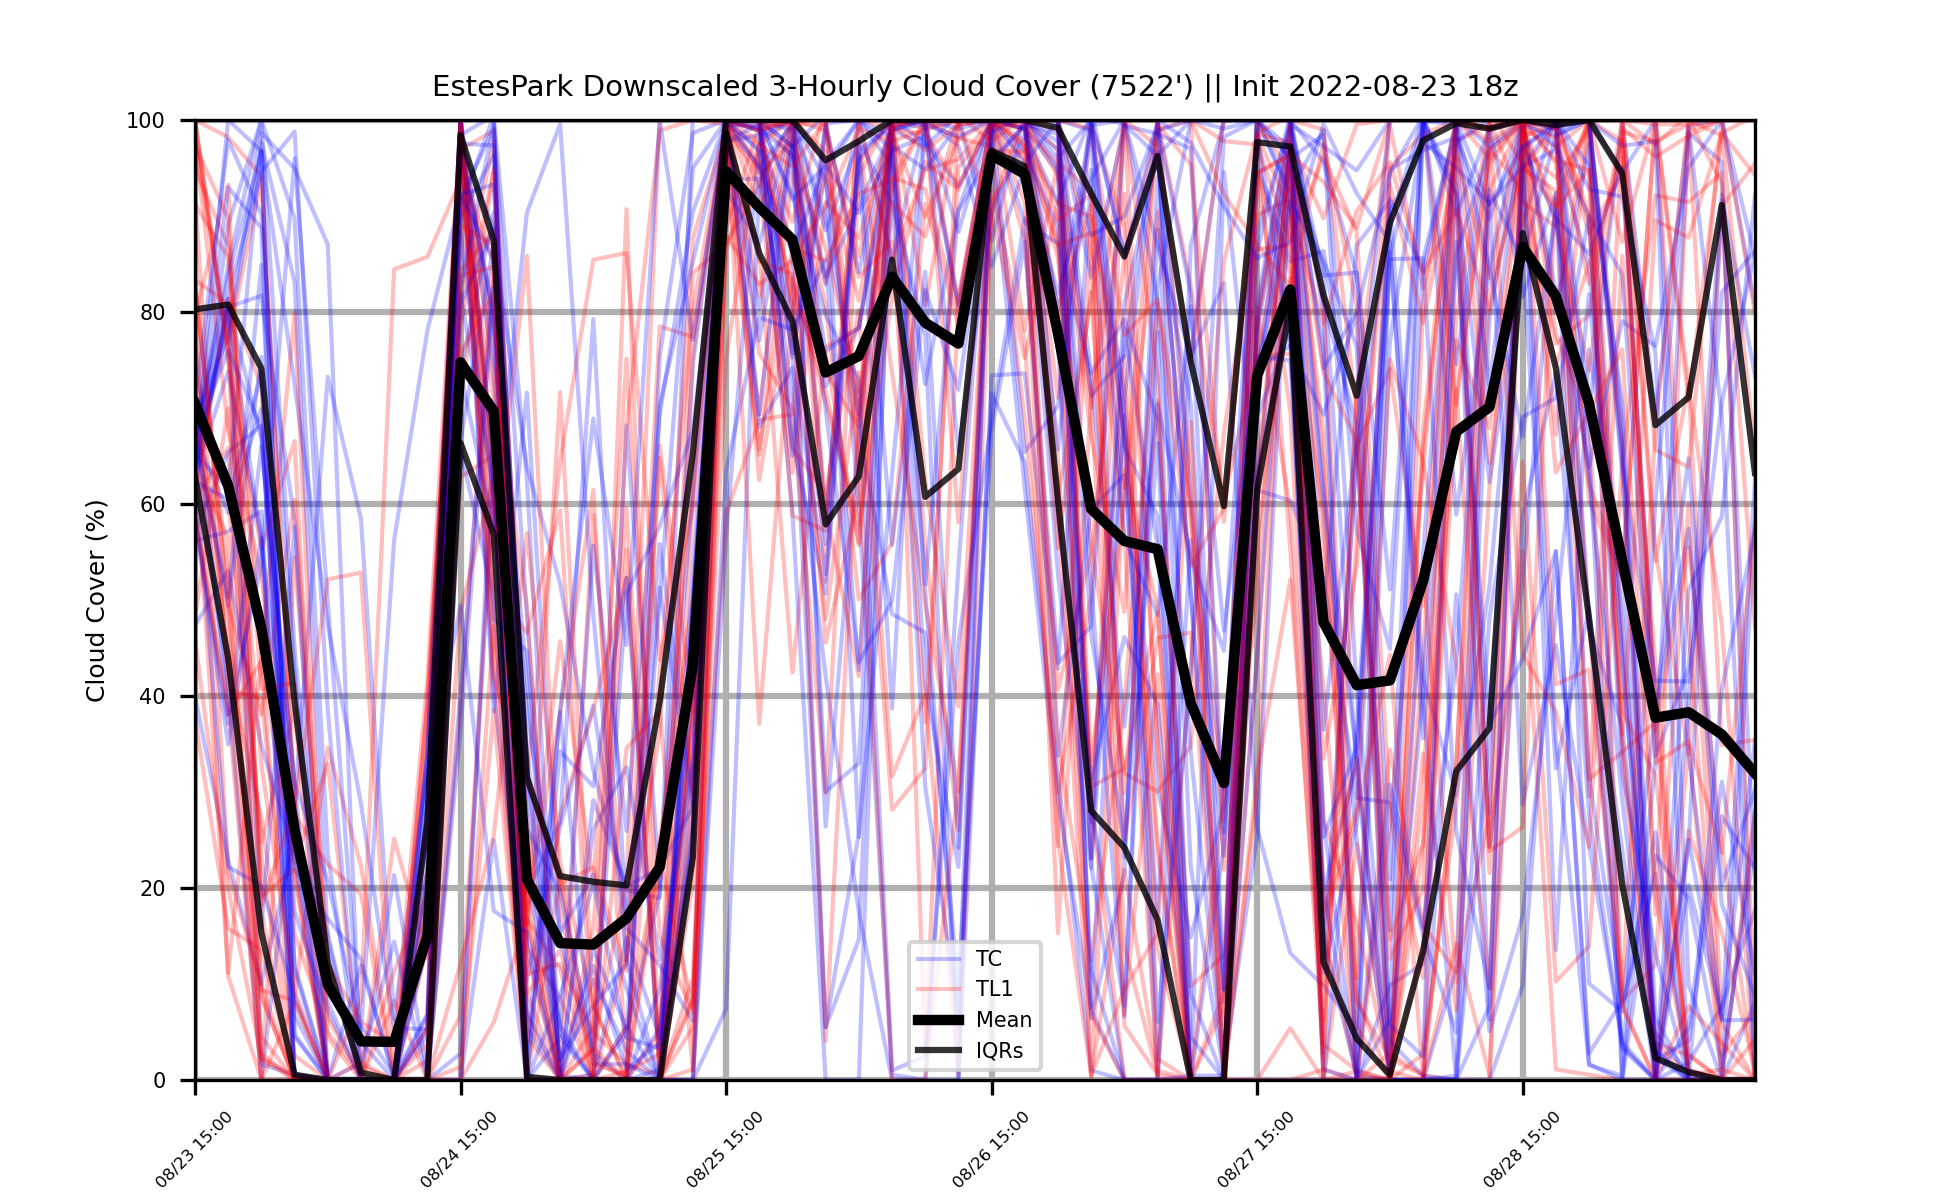 EstesPark Downscaled 3-Hourly Cloud Cover (7522') || Init 2022-08-23 18z
Cloud Cover (%)
100
80
60
40
20
0
TC
TL1
Mean
IQRs
08/23 15:00
08/24 15:00
08/25 15:00
08/26 15:00
08/27 15:00
08/28 15:00